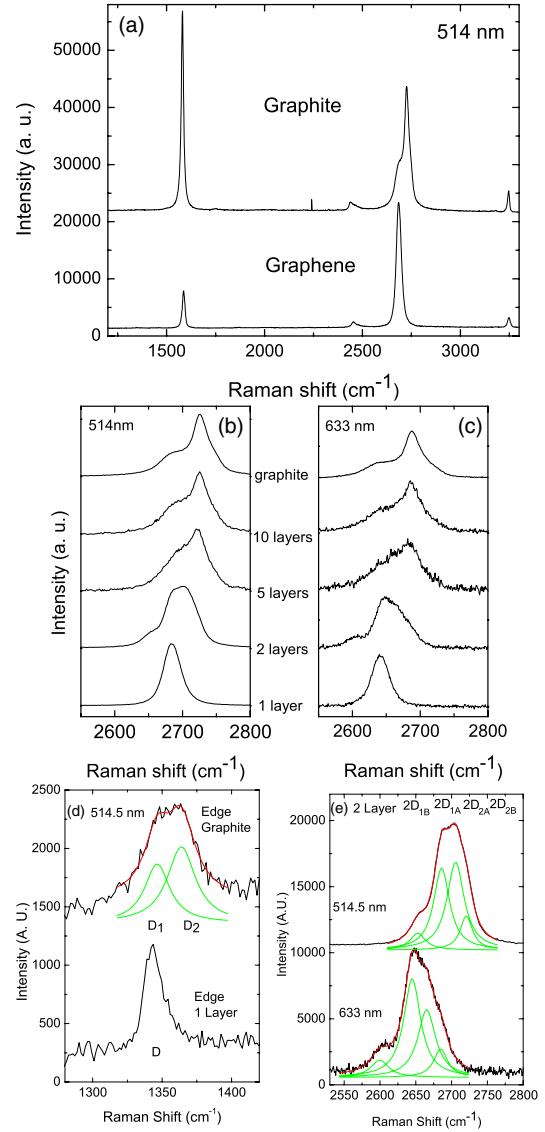 (a)
514 nm
50000
40000
30000
20000
10000
0
Intensity (a. u.)
Graphite
Graphene
1500 2000 2500 3000
Raman shift (cm-1)
514nm (b)
633 nm (c)
graphite
10 layers
5 layers
2 layers
1 layer
Intensity (a. u.)
2600 2700 2800
2600 2700 2800
Raman shift (cm-1)
Raman shift (cm-1)
(d) 514.5 nm
Edge
Graphite
2500
2000
1500
1000
500
0
Intensity (A. U.)
D1 D2
Edge
1 Layer
D
1300 1350 1400
Raman Shift (cm-1)
(e) 2 Layer 2D1B 2D1A 2D2A 2D2B
20000
18000
514.5 nm
10000
633 nm
0
Intensity (A.U.)
2550 2600 2650 2700 2750 2800
Raman Shift (cm-1)